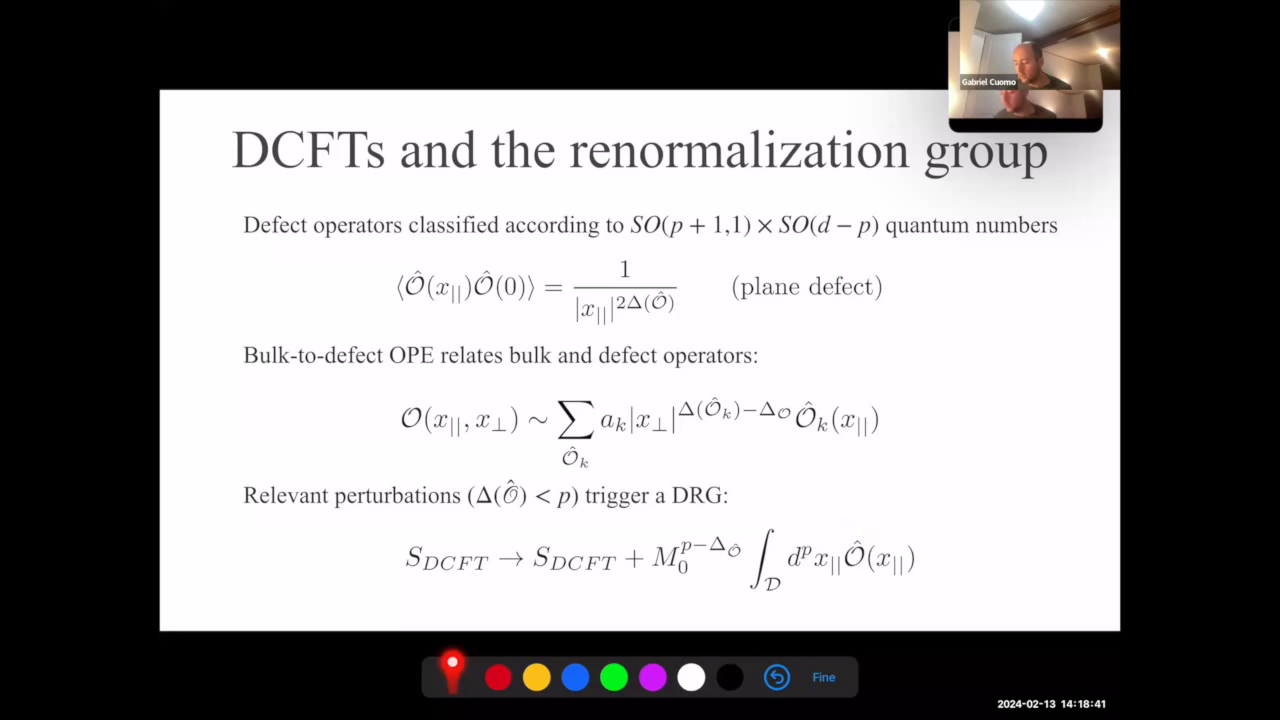 Gabriel Cuomo
DCFTs and the renormalization group
Defect operators classified according to SO(p + 1,1) × SO(d − p) quantum numbers
⟨Ô(x_{||})Ô(0)⟩ = 1 / |x_{||}|^{2Δ(Ô)} (plane defect)
Bulk-to-defect OPE relates bulk and defect operators:
O(x_{||}, x_⊥) ∼ ∑_{Ô_k} a_k|x_⊥|^{Δ(Ô_k)−Δ_O} Ô_k(x_{||})
Relevant perturbations (Δ(Ô) < p) trigger a DRG:
S_{DCFT} → S_{DCFT} + M_0^{p−Δ_Ô} ∫_D d^p x_{||} Ô(x_{||})
Fine
2024-02-13 14:18:41